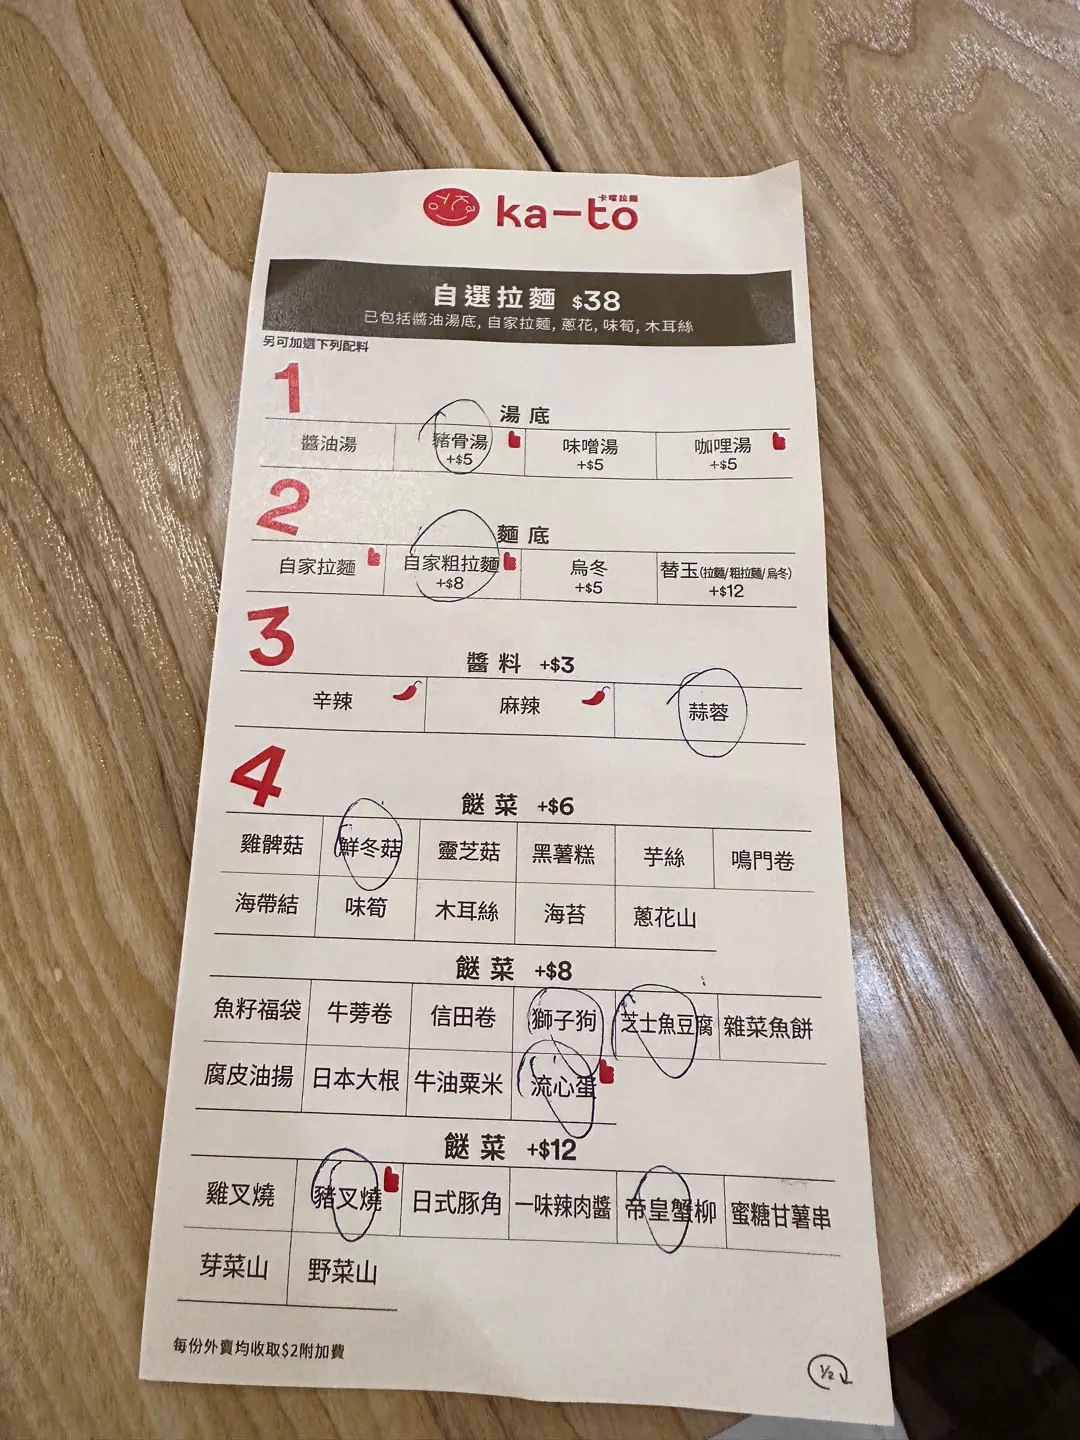 YKaTo
ka-to
卡嚐拉麵
自選拉麵 $38
已包括醬油湯底, 自家拉麵, 蔥花, 味筍, 木耳絲
另可加選下列配料
1
湯底
醬油湯 豬骨湯 味噌湯 咖哩湯
+$5 +$5 +$5
2
麵底
自家拉麵 自家粗拉麵 烏冬 替玉(拉麵/粗拉麵/烏冬)
+$8 +$5 +$12
3
醬料 +$3
辛辣 麻辣 蒜蓉
4
餸菜 +$6
雞髀菇 鮮冬菇 靈芝菇 黑薯糕 芋絲 鳴門卷
海帶結 味筍 木耳絲 海苔 蔥花山
餸菜 +$8
魚籽福袋 牛蒡卷 信田卷 獅子狗 芝士魚豆腐 雜菜魚餅
腐皮油揚 日本大根 牛油粟米 流心蛋
餸菜 +$12
雞叉燒 豬叉燒 日式豚角 一味辣肉醬 帝皇蟹柳 蜜糖甘薯串
芽菜山 野菜山
每份外賣均收取$2附加費
1/2